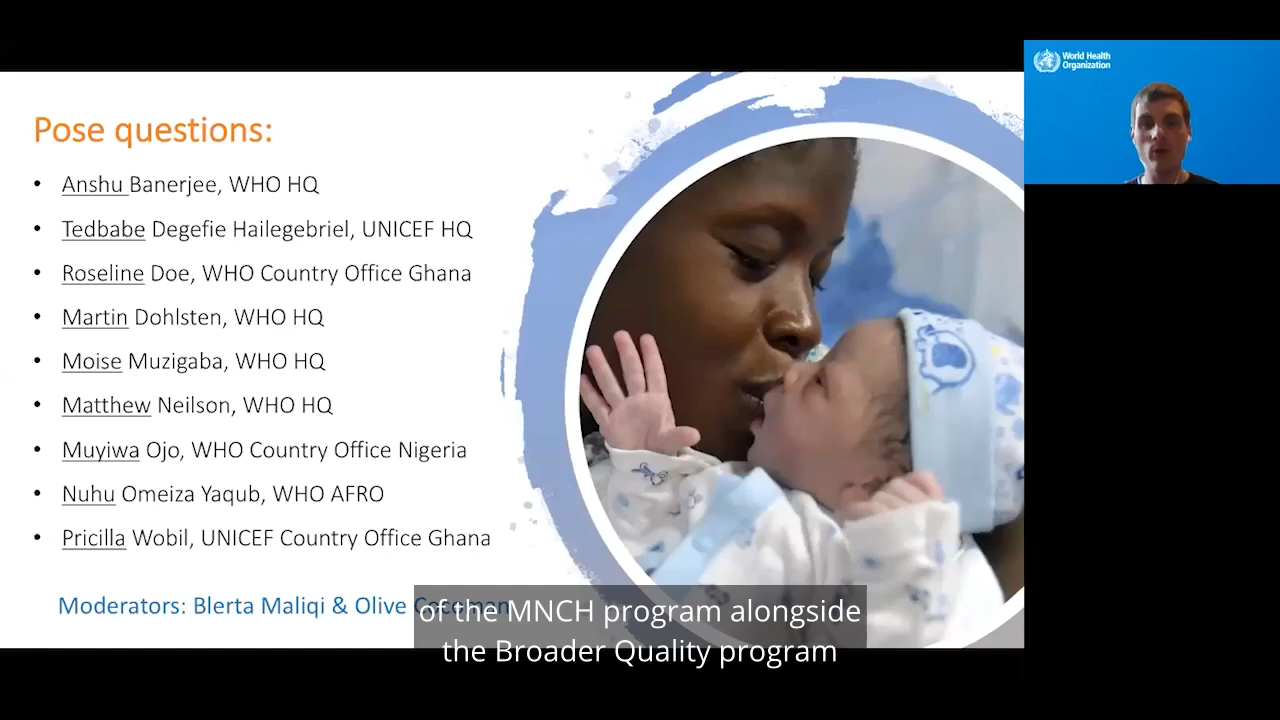 Pose questions:
• Anshu Banerjee, WHO HQ
• Tedbabe Degefie Hailegebriel, UNICEF HQ
• Roseline Doe, WHO Country Office Ghana
• Martin Dohlsten, WHO HQ
• Moise Muzigaba, WHO HQ
• Matthew Neilson, WHO HQ
• Muyiwa Ojo, WHO Country Office Nigeria
• Nuhu Omeiza Yaqub, WHO AFRO
• Pricilla Wobil, UNICEF Country Office Ghana
Moderators: Blerta Maliqi & Olive
of the MNCH program alongside
the Broader Quality program
World Health
Organization